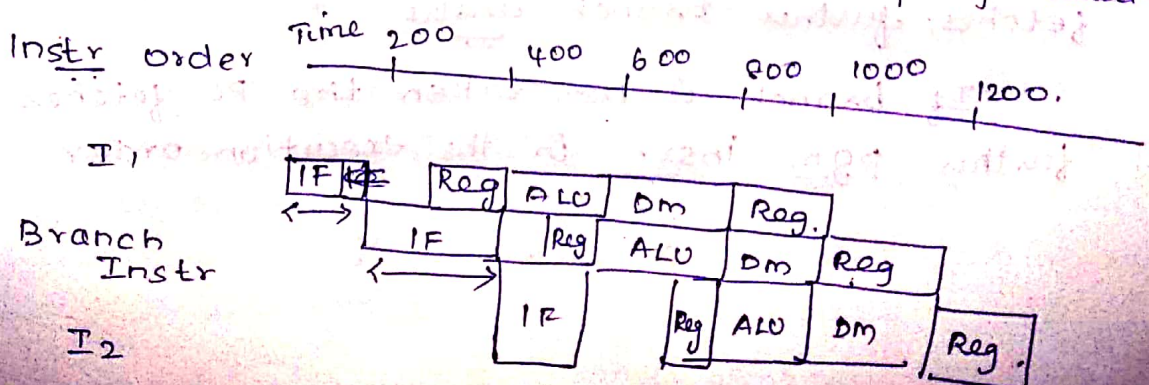 Instr order Time 200 400 600 800 1000 1200.
I1 IF Reg ALU Dm Reg.
Branch Instr IF Reg ALU Dm Reg
I2 IF Reg ALU Dm Reg.